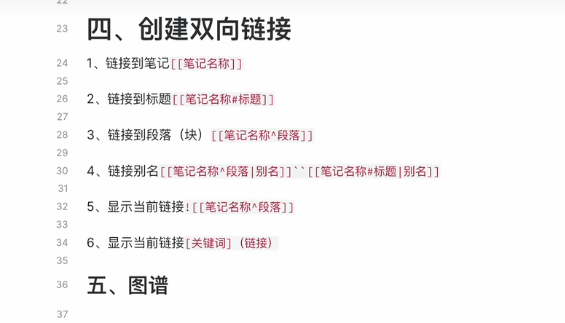 22
23 四、创建双向链接
24 1、链接到笔记[[笔记名称]]
25
26 2、链接到标题[[笔记名称#标题]]
27
28 3、链接到段落（块）[[笔记名称^段落]]
29
30 4、链接别名[[笔记名称^段落|别名]]``[[笔记名称#标题|别名]]
31
32 5、显示当前链接![[笔记名称^段落]]
33
34 6、显示当前链接[关键词]（链接）
35
36 五、图谱
37